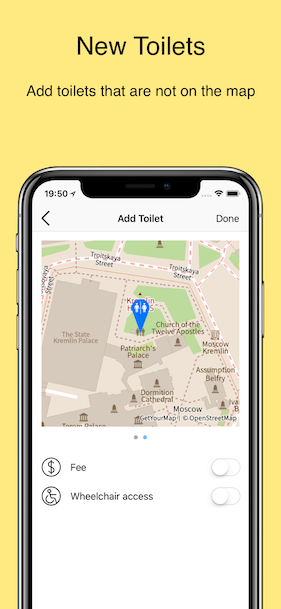 New Toilets
Add toilets that are not on the map
19:50
Add Toilet
Done
Troitskaya
Street
Troitskaya
Street
Kremlin
The State
Kremlin Palace
Church of the
Twelve Apostles
Patriarch's
Palace
Moscow
Kremlin
Assumption
Belfry
Dormition
Cathedral
Moscow
GetYourMap | © OpenStreetMap
Fee
Wheelchair access